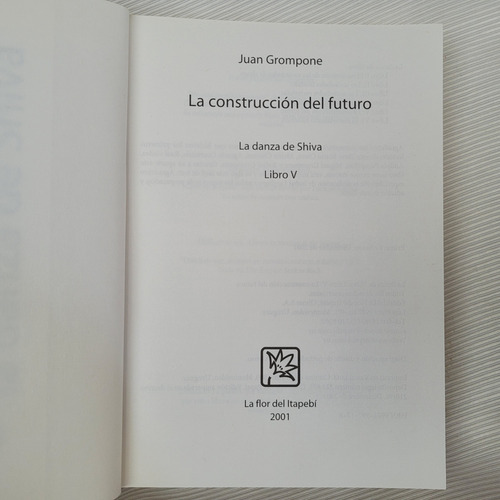 Juan Grompone
La construcción del futuro
La danza de Shiva
Libro V
La flor del Itapebí
2001